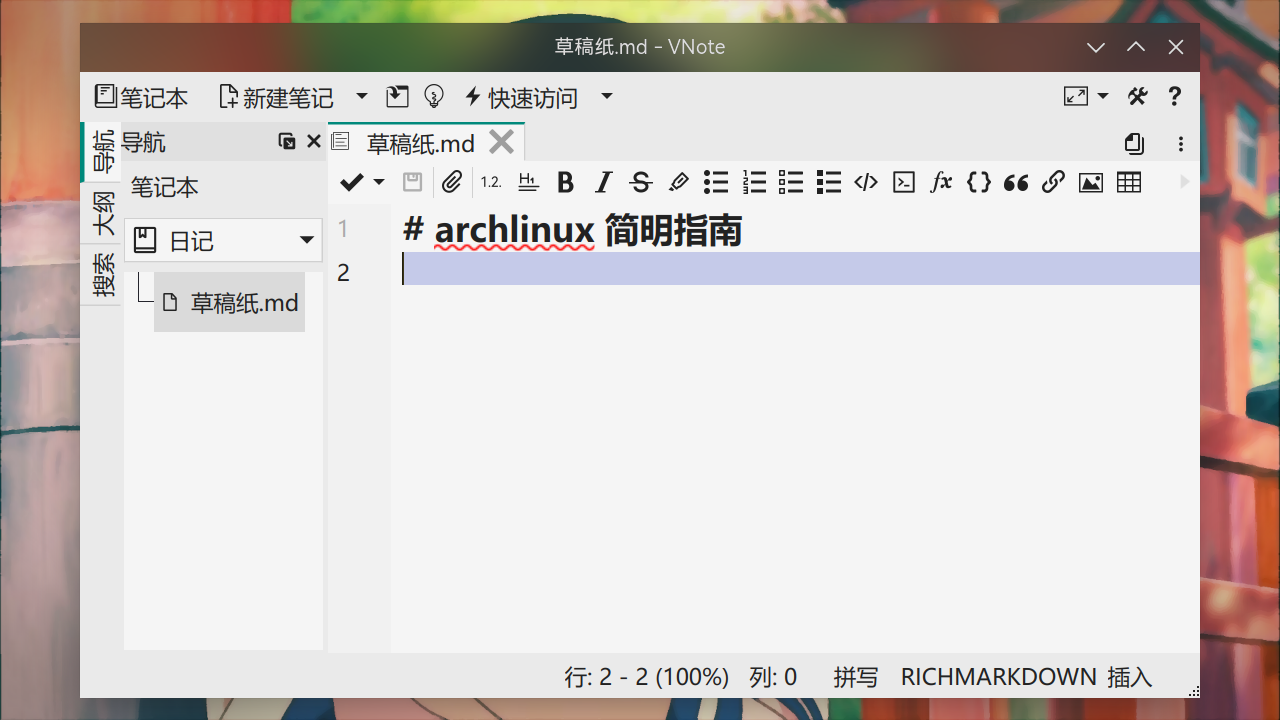 草稿纸.md - VNote
笔记本 新建笔记 快速访问 ?
导航 草稿纸.md
导航
大纲
搜索
笔记本
1.2. H1 B I S </> fx {}
日记
草稿纸.md
1 # archlinux 简明指南
2
行: 2 - 2 (100%) 列: 0 拼写 RICHMARKDOWN 插入